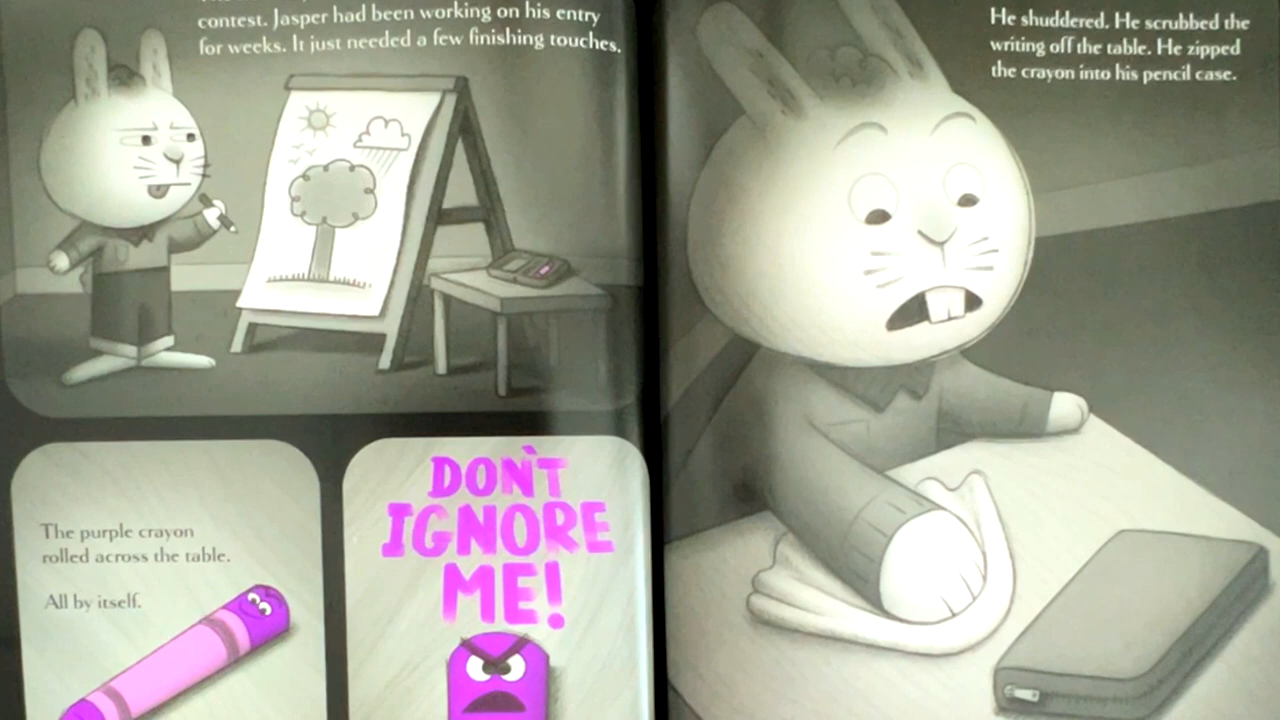 contest. Jasper had been working on his entry
for weeks. It just needed a few finishing touches.
The purple crayon
rolled across the table.
All by itself.
DON'T
IGNORE
ME!
He shuddered. He scrubbed the
writing off the table. He zipped
the crayon into his pencil case.